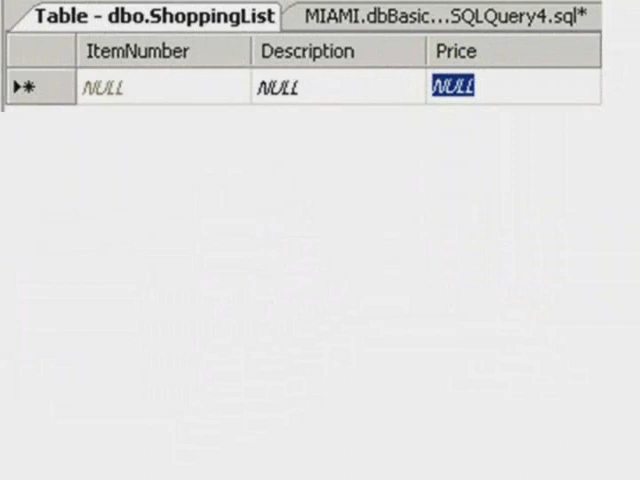 Table - dbo.ShoppingList MIAMI.dbBasic...SQLQuery4.sql*
ItemNumber Description Price
NULL NULL NULL